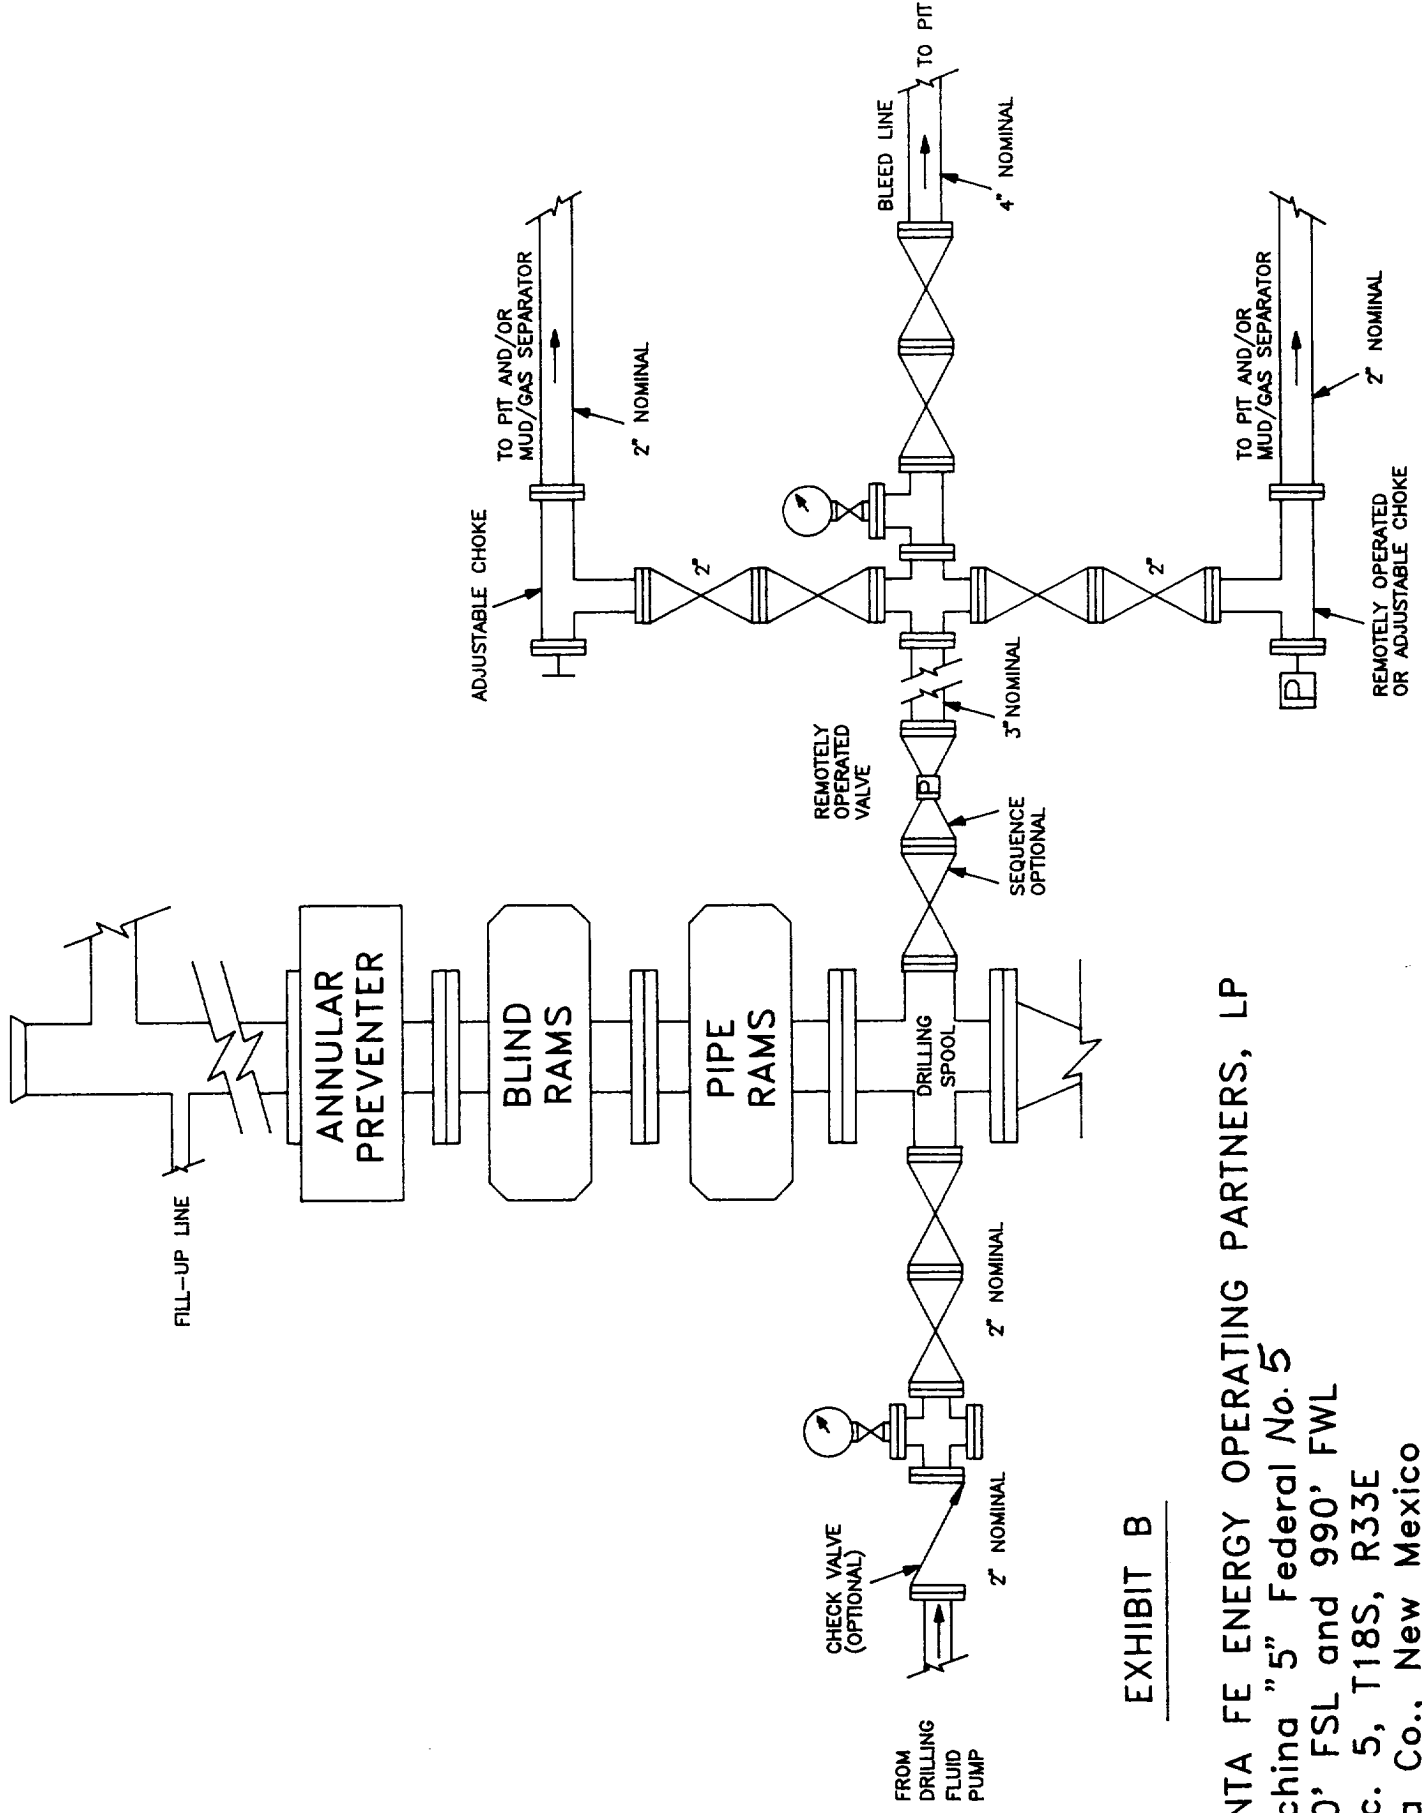 FILL-UP LINE
ANNULAR
PREVENTER
BLIND
RAMS
PIPE
RAMS
DRILLING
SPOOL
ADJUSTABLE CHOKE
TO PIT AND/OR
MUD/GAS SEPARATOR
2" NOMINAL
2"
BLEED LINE
TO PIT
4" NOMINAL
REMOTELY
OPERATED
VALVE
P
3" NOMINAL
SEQUENCE
OPTIONAL
2"
TO PIT AND/OR
MUD/GAS SEPARATOR
2" NOMINAL
P
REMOTELY OPERATED
OR ADJUSTABLE CHOKE
2" NOMINAL
CHECK VALVE
(OPTIONAL)
2" NOMINAL
FROM
DRILLING
FLUID
PUMP
EXHIBIT B
NTA FE ENERGY OPERATING PARTNERS, LP
china "5" Federal No. 5
0' FSL and 990' FWL
c. 5, T18S, R33E
a Co., New Mexico